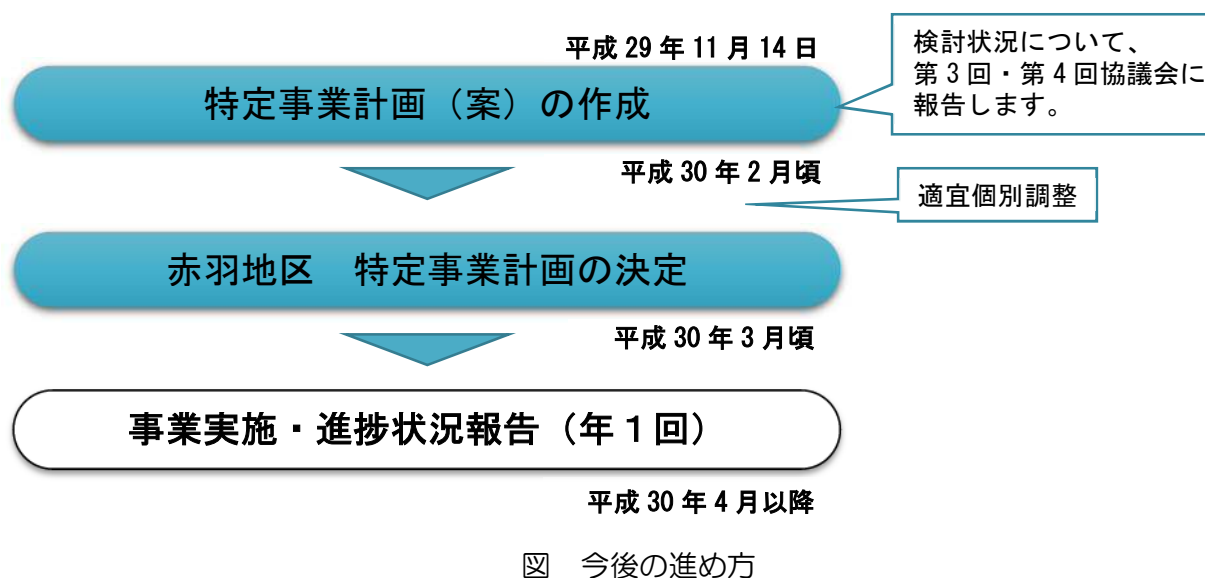 平成 29 年 11 月 14 日
検討状況について、
第 3 回・第 4 回協議会に
報告します。
特定事業計画（案）の作成
平成 30 年 2 月頃
適宜個別調整
赤羽地区　特定事業計画の決定
平成 30 年 3 月頃
事業実施・進捗状況報告（年１回）
平成 30 年 4 月以降
図　今後の進め方